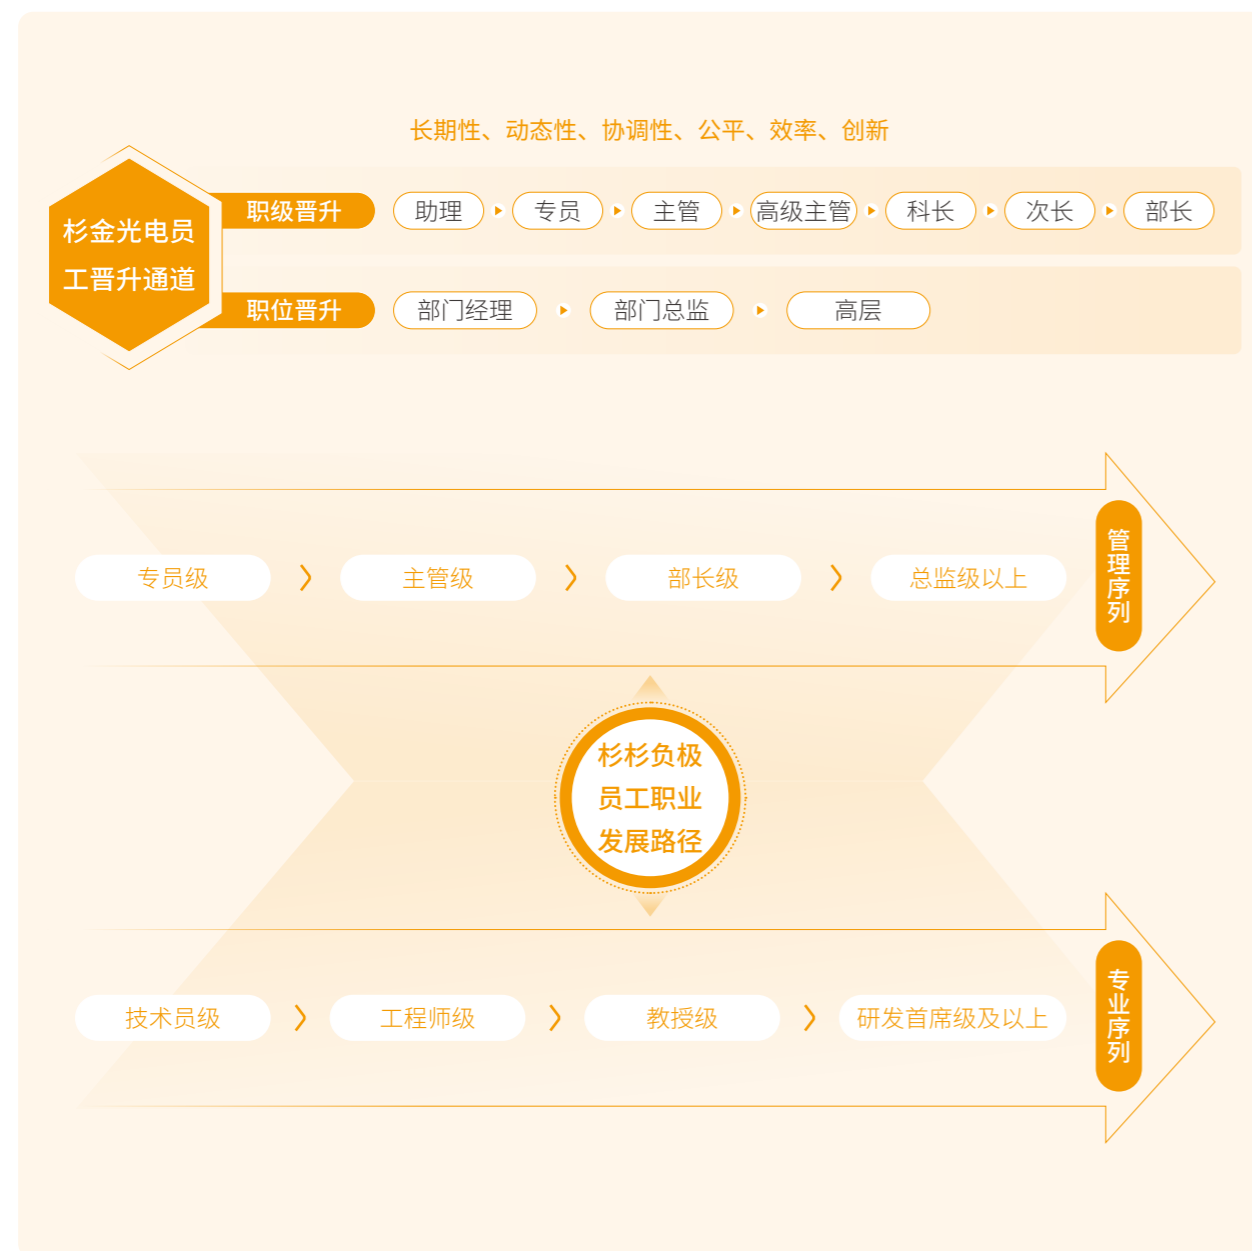 长期性、动态性、协调性、公平、效率、创新
杉金光电员
工晋升通道
职级晋升
助理
专员
主管
高级主管
科长
次长
部长
职位晋升
部门经理
部门总监
高层
专员级
主管级
部长级
总监级以上
管理序列
杉杉负极
员工职业
发展路径
技术员级
工程师级
教授级
研发首席级及以上
专业序列